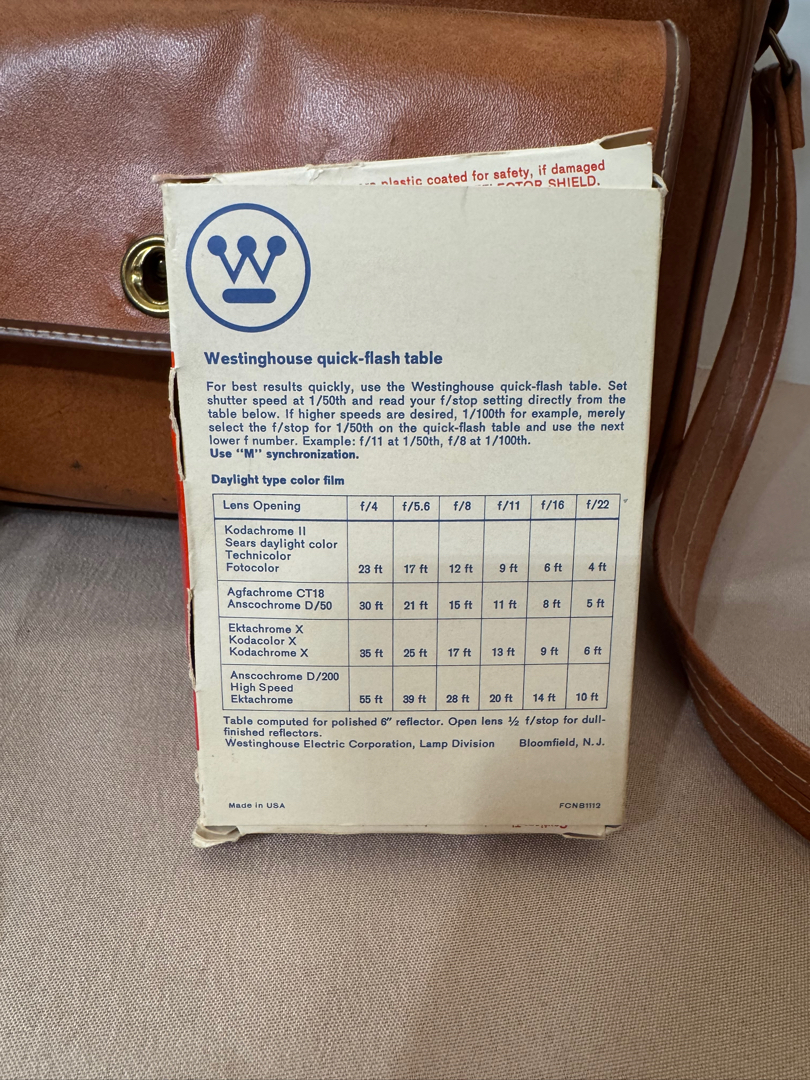 plastic coated for safety, if damaged
SHIELD.
W
Westinghouse quick-flash table
For best results quickly, use the Westinghouse quick-flash table. Set
shutter speed at 1/50th and read your f/stop setting directly from the
table below. If higher speeds are desired, 1/100th for example, merely
select the f/stop for 1/50th on the quick-flash table and use the next
lower f number. Example: f/11 at 1/50th, f/8 at 1/100th.
Use “M” synchronization.
Daylight type color film
Lens Opening f/4 f/5.6 f/8 f/11 f/16 f/22
Kodachrome II
Sears daylight color
Technicolor
Fotocolor 23 ft 17 ft 12 ft 9 ft 6 ft 4 ft
Agfachrome CT18
Anscochrome D/50 30 ft 21 ft 15 ft 11 ft 8 ft 5 ft
Ektachrome X
Kodacolor X
Kodachrome X 35 ft 25 ft 17 ft 13 ft 9 ft 6 ft
Anscochrome D/200
High Speed
Ektachrome 55 ft 39 ft 28 ft 20 ft 14 ft 10 ft
Table computed for polished 6″ reflector. Open lens ½ f/stop for dull-
finished reflectors.
Westinghouse Electric Corporation, Lamp Division Bloomfield, N. J.
Made in USA FCNB1112